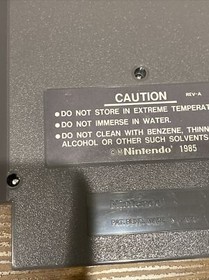 CAUTION
REV-A
●DO NOT STORE IN EXTREME TEMPERAT
●DO NOT IMMERSE IN WATER.
●DO NOT CLEAN WITH BENZENE, THINN
ALCOHOL OR OTHER SUCH SOLVENTS
©Nintendo® 1985
Nintendo